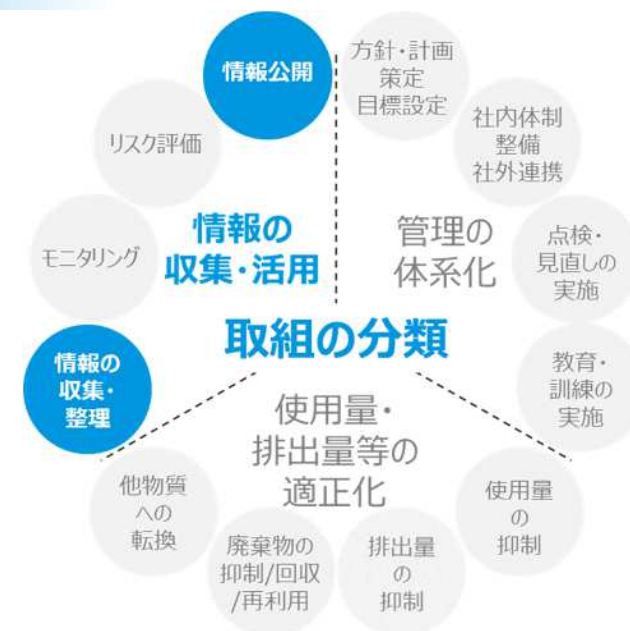 情報公開
方針・計画
策定
目標設定
社内体制
整備
社外連携
点検・
見直しの
実施
教育・
訓練の
実施
使用量
の
抑制
排出量
の
抑制
廃棄物の
抑制/回収
/再利用
他物質
への
転換
情報の
収集・
整理
モニタリング
リスク評価
情報の
収集・活用
管理の
体系化
取組の分類
使用量・
排出量等の
適正化